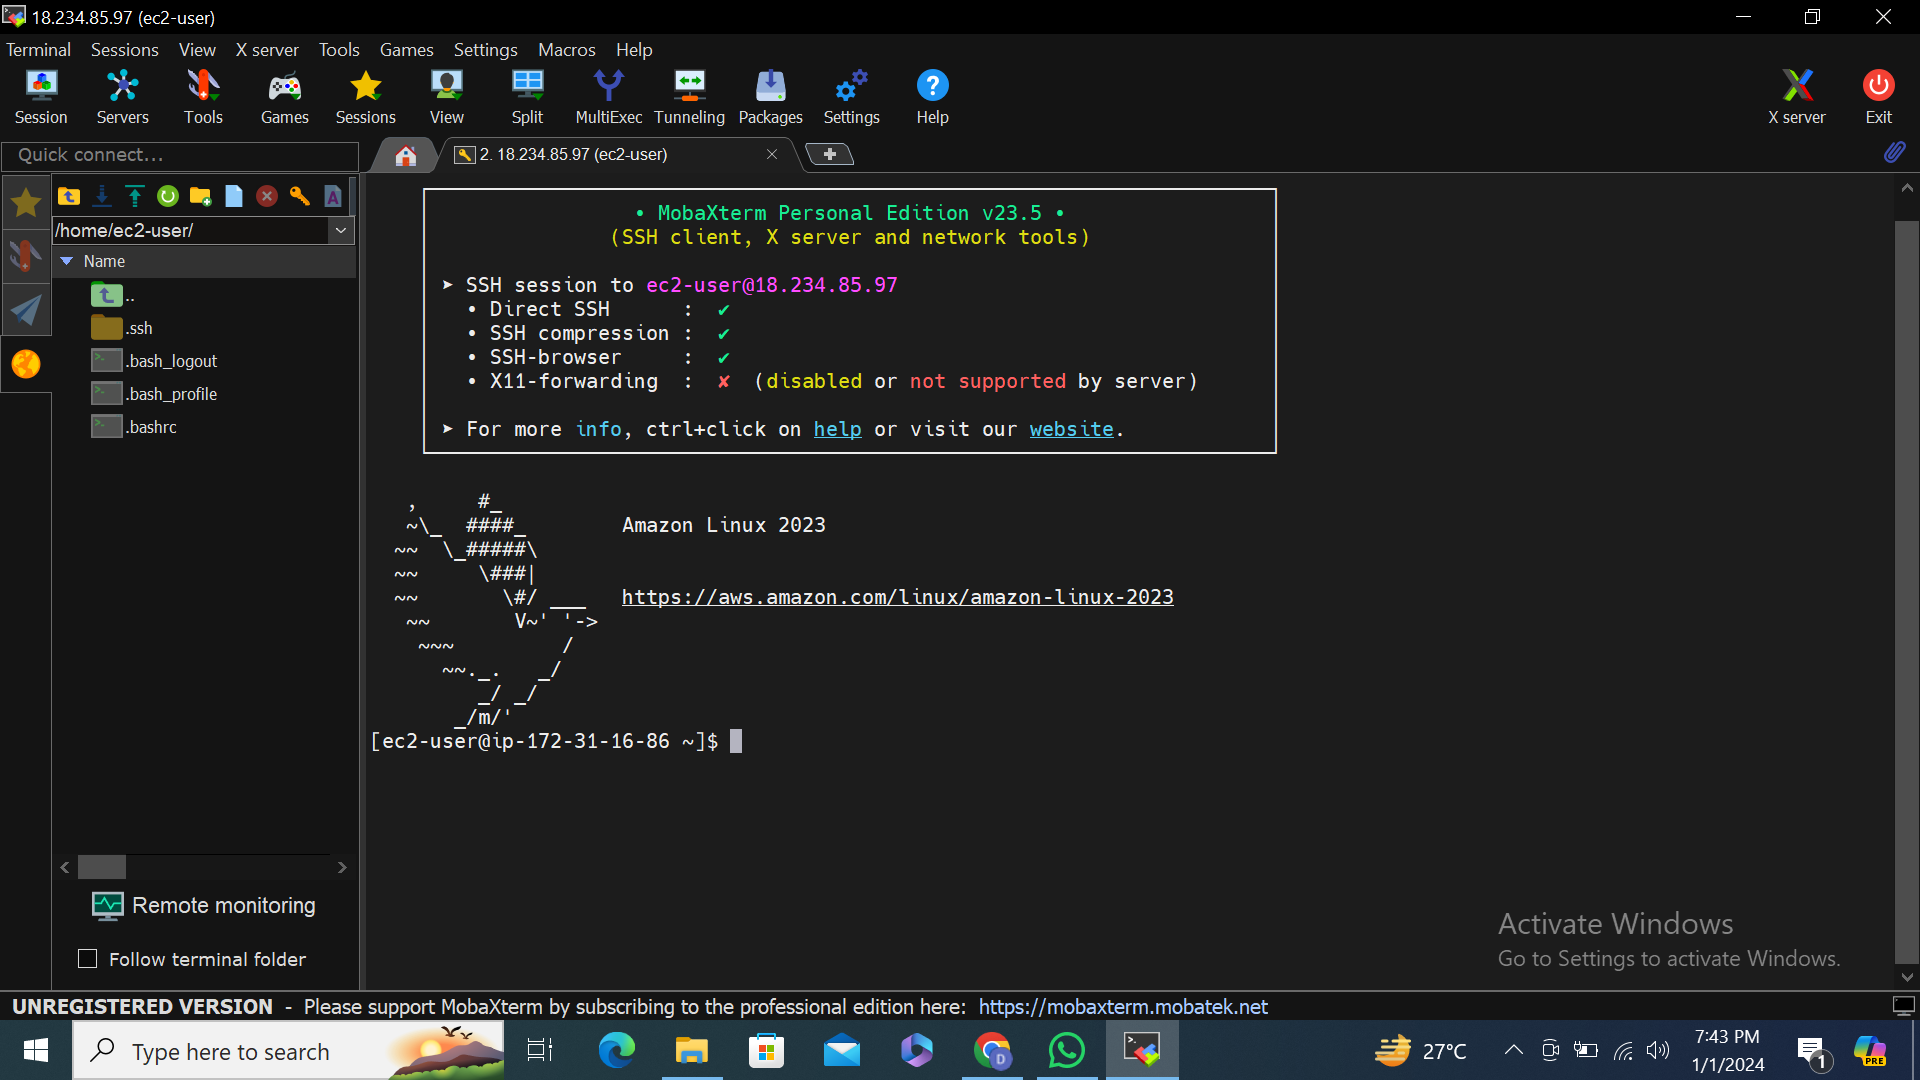 18.234.85.97 (ec2-user)
Terminal Sessions View X server Tools Games Settings Macros Help
Session Servers Tools Games Sessions View Split MultiExec Tunneling Packages Settings Help X server Exit
Quick connect...
2. 18.234.85.97 (ec2-user)
/home/ec2-user/
Name
..
.ssh
.bash_logout
.bash_profile
.bashrc
Remote monitoring
Follow terminal folder
• MobaXterm Personal Edition v23.5 •
(SSH client, X server and network tools)
➤ SSH session to ec2-user@18.234.85.97
• Direct SSH : ✔
• SSH compression : ✔
• SSH-browser : ✔
• X11-forwarding : ✘ (disabled or not supported by server)
➤ For more info, ctrl+click on help or visit our website.
   ,     #_
   ~\_  ####_        Amazon Linux 2023
  ~~  \_#####\
  ~~     \###|
  ~~       \#/ ___   https://aws.amazon.com/linux/amazon-linux-2023
   ~~       V~' '->
    ~~~         /
      ~~._.   _/
         _/ _/
       _/m/'
[ec2-user@ip-172-31-16-86 ~]$
Activate Windows
Go to Settings to activate Windows.
UNREGISTERED VERSION - Please support MobaXterm by subscribing to the professional edition here: https://mobaxterm.mobatek.net
Type here to search
27°C
7:43 PM
1/1/2024
1
PRE
D